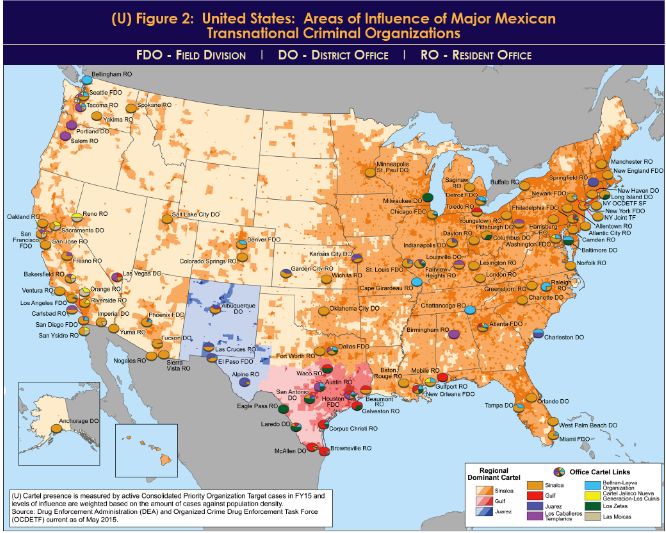 (U) Figure 2: United States: Areas of Influence of Major Mexican
Transnational Criminal Organizations
FDO - Field Division | DO - District Office | RO - Resident Office
Bellingham RO
Seattle FDO
Tacoma RO
Spokane RO
Yakima RO
Portland DO
Salem RO
Minneapolis
St. Paul DO
Saginaw
RO
Detroit FDO
Toledo RO
Buffalo RO
Manchester RO
New England FDO
Springfield RO
New Haven DO
Long Island DO
NY OCDETF SF
New York FDO
NY Joint TF
Newark FDO
Milwaukee DO
Chicago FDO
Philadelphia FDO
Youngstown RO
Pittsburgh DO
Harrisburg
RO
Allentown RO
Atlantic City RO
Camden RO
Baltimore DO
Oakland RO
Reno RO
Sacramento DO
San
Francisco
FDO
San Jose RO
Fresno RO
Salt Lake City DO
Denver FDO
Colorado Springs RO
Kansas City DO
Garden City RO
Wichita RO
St. Louis FDO
Indianapolis DO
Dayton RO
Columbus DO
Washington FDO
Louisville DO
Fairview
Heights RO
Lexington RO
London RO
Norfolk RO
Bakersfield RO
Las Vegas DO
Ventura RO
Orange RO
Los Angeles FDO
Riverside RO
Carlsbad RO
Imperial DO
San Diego FDO
San Ysidro RO
Yuma RO
Phoenix FDO
Tucson DO
Nogales RO
Sierra
Vista RO
Albuquerque
DO
Las Cruces RO
El Paso FDO
Alpine RO
Cape Girardeau RO
Greensboro RO
Raleigh
RO
Charlotte DO
Chattanooga RO
Oklahoma City DO
Birmingham RO
Atlanta FDO
Charleston DO
Dallas FDO
Fort Worth RO
Waco RO
Austin RO
San Antonio
DO
Houston
FDO
Beaumont
RO
Galveston RO
Eagle Pass RO
Laredo DO
Corpus Christi RO
McAllen DO
Brownsville RO
Baton
Rouge RO
Mobile RO
Gulfport RO
New Orleans FDO
Tampa DO
Orlando DO
West Palm Beach DO
Miami FDO
Anchorage DO
Regional
Dominant Cartel
Sinaloa
Gulf
Juarez
Office Cartel Links
Sinaloa
Gulf
Juarez
Los Caballeros
Templarios
Beltran-Leyva
Organization
Cartel Jalisco Nueva
Generation-Los Cuinis
Los Zetas
Las Moicas
(U) Cartel presence is measured by active Consolidated Priority Organization Target cases in FY15 and
levels of influence are weighted based on the amount of cases against population density.
Source: Drug Enforcement Administration (DEA) and Organized Crime Drug Enforcement Task Force
(OCDETF) current as of May 2015.